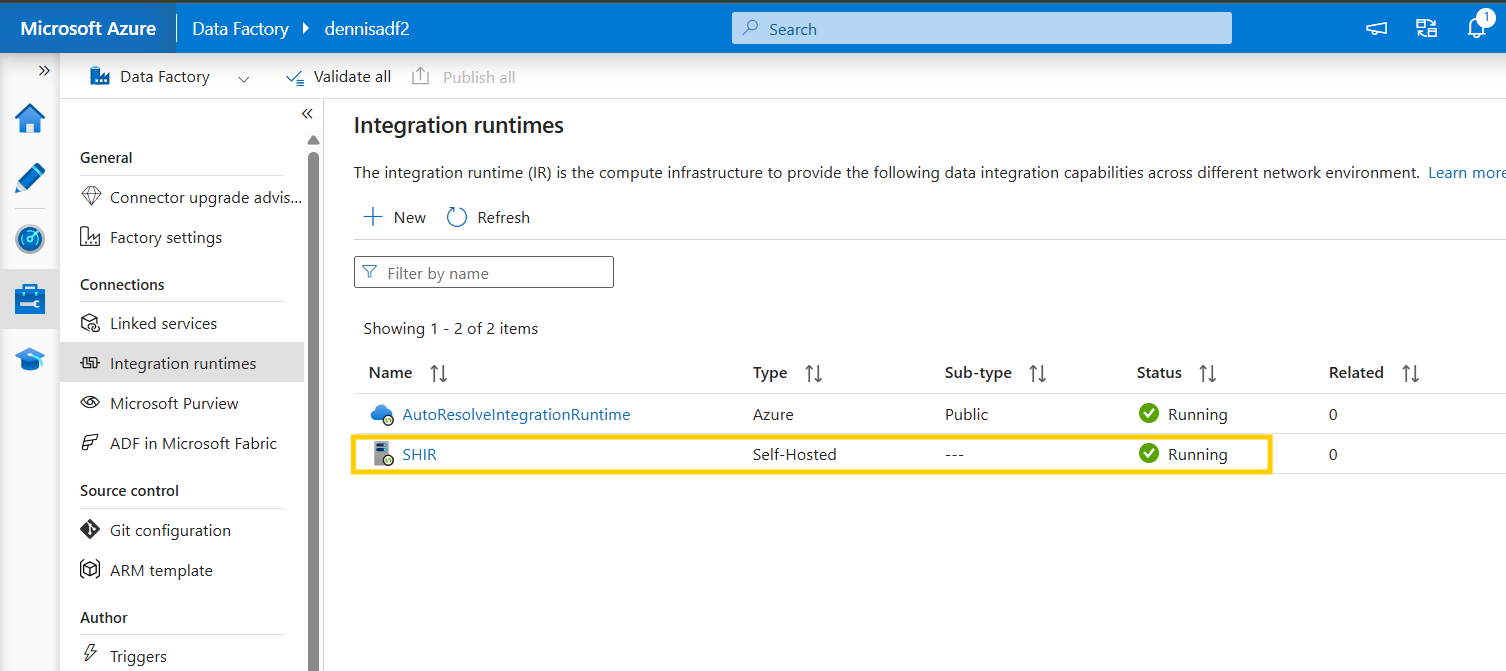 Microsoft Azure Data Factory dennisadf2 Search 1
Data Factory Validate all Publish all
General
Connector upgrade advis...
Factory settings
Connections
Linked services
Integration runtimes
Microsoft Purview
ADF in Microsoft Fabric
Source control
Git configuration
ARM template
Author
Triggers
Integration runtimes
The integration runtime (IR) is the compute infrastructure to provide the following data integration capabilities across different network environment. Learn more
New Refresh
Filter by name
Showing 1 - 2 of 2 items
Name Type Sub-type Status Related
AutoResolveIntegrationRuntime Azure Public Running 0
SHIR Self-Hosted --- Running 0